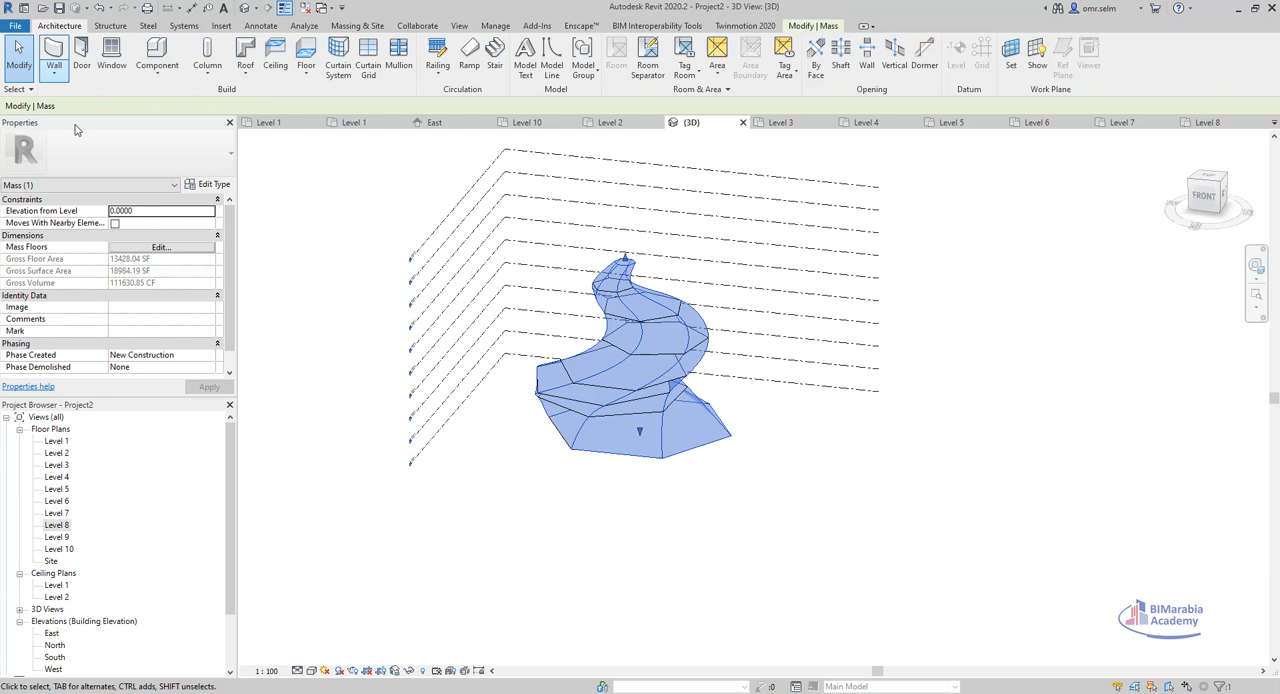 Autodesk Revit 2020.2 - Project2 - 3D View: {3D}
omr.selm
File Architecture Structure Steel Systems Insert Annotate Analyze Massing & Site Collaborate View Manage Add-Ins Enscape™ BIM Interoperability Tools Twinmotion 2020 Modify | Mass
Modify Wall Door Window Component Column Roof Ceiling Floor Curtain System Curtain Grid Mullion Railing Ramp Stair Model Text Model Line Model Group Room Room Separator Tag Room Area Area Boundary Tag Area By Face Shaft Wall Vertical Dormer Level Grid Set Show Ref Plane Viewer
Select Build Circulation Model Room & Area Opening Datum Work Plane
Modify | Mass
Properties
Level 1 Level 1 East Level 10 Level 2 {3D} Level 3 Level 4 Level 5 Level 6 Level 7 Level 8
R
Mass (1) Edit Type
Constraints
Elevation from Level 0.0000
Moves With Nearby Eleme...
Dimensions
Mass Floors Edit...
Gross Floor Area 13428.04 SF
Gross Surface Area 18984.19 SF
Gross Volume 111630.85 CF
Identity Data
Image
Comments
Mark
Phasing
Phase Created New Construction
Phase Demolished None
Properties help Apply
FRONT
Project Browser - Project2
Views (all)
Floor Plans
Level 1
Level 2
Level 3
Level 4
Level 5
Level 6
Level 7
Level 8
Level 9
Level 10
Site
Ceiling Plans
Level 1
Level 2
3D Views
Elevations (Building Elevation)
East
North
South
West
BIMarabia
Academy
1 : 100
Click to select, TAB for alternates, CTRL adds, SHIFT unselects.
:0
Main Model
:1